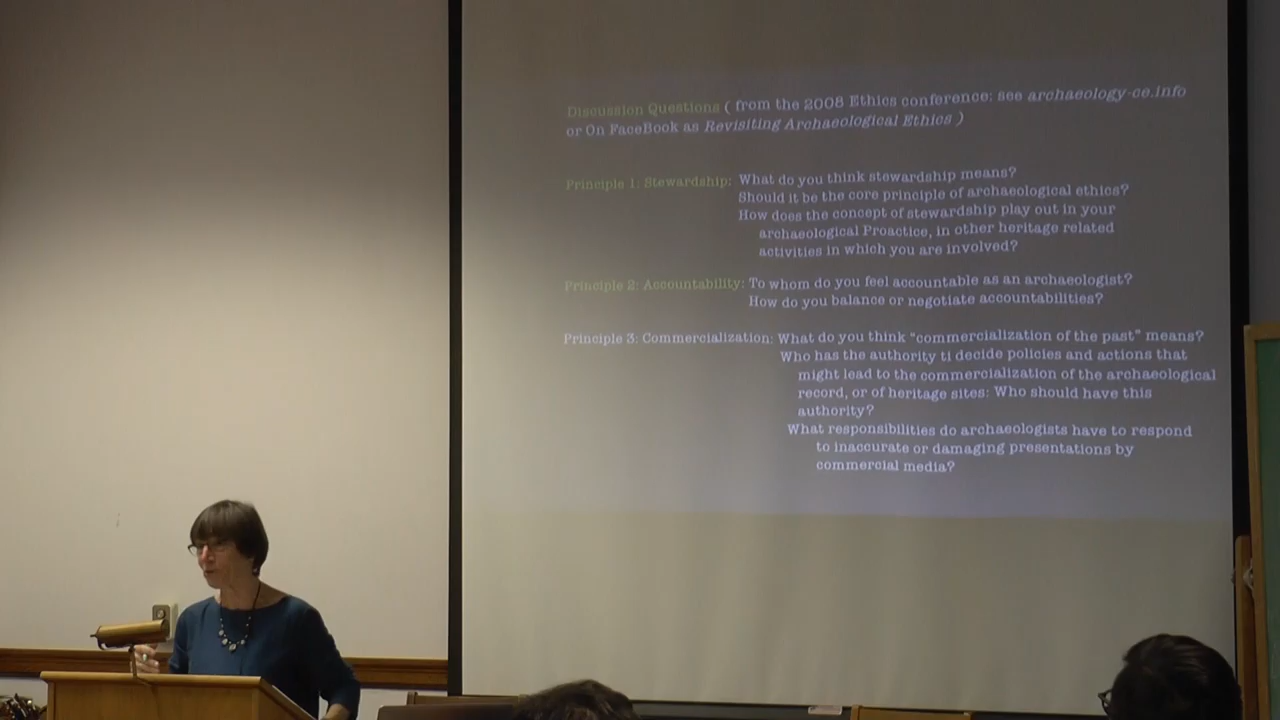 Discussion Questions ( from the 2008 Ethics conference: see archaeology-ce.info
or On FaceBook as Revisiting Archaeological Ethics )
Principle 1: Stewardship: What do you think stewardship means?
Should it be the core principle of archaeological ethics?
How does the concept of stewardship play out in your
archaeological Proactice, in other heritage related
activities in which you are involved?
Principle 2: Accountability: To whom do you feel accountable as an archaeologist?
How do you balance or negotiate accountabilities?
Principle 3: Commercialization: What do you think "commercialization of the past" means?
Who has the authority ti decide policies and actions that
might lead to the commercialization of the archaeological
record, or of heritage sites: Who should have this
authority?
What responsibilities do archaeologists have to respond
to inaccurate or damaging presentations by
commercial media?